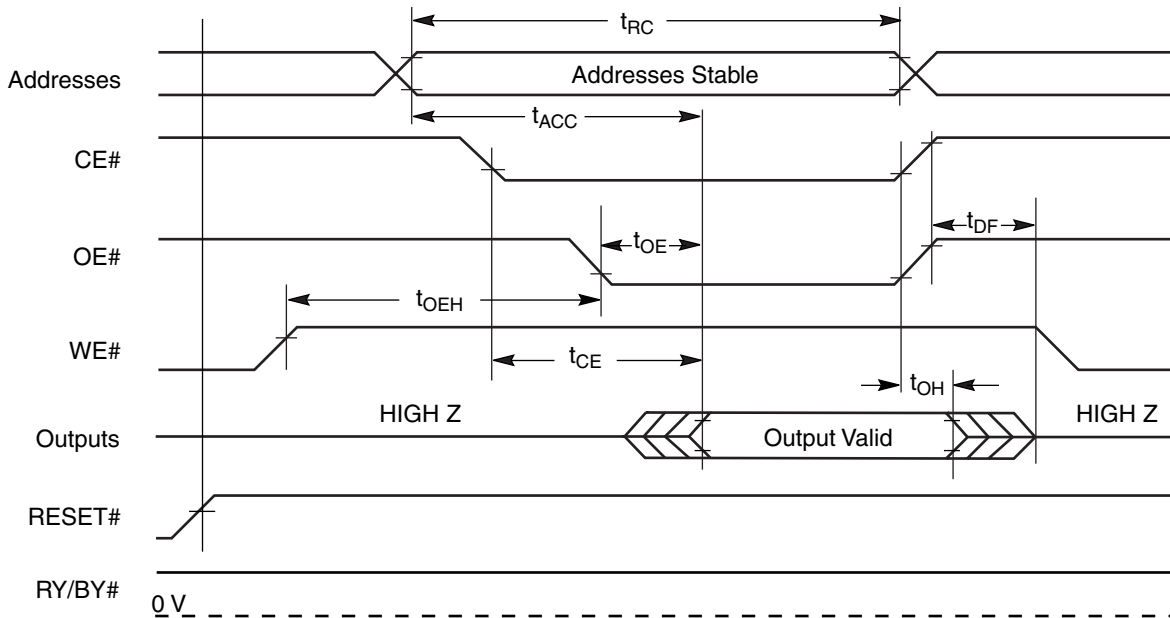 tRC
Addresses
Addresses Stable
tACC
CE#
tDF
OE#
tOE
tOEH
WE#
tCE
tOH
HIGH Z
HIGH Z
Outputs
Output Valid
RESET#
RY/BY#
0 V